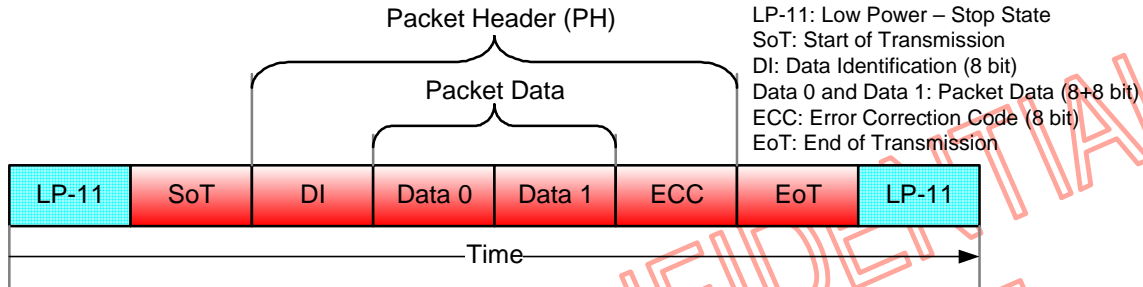 Packet Header (PH)
Packet Data
LP-11: Low Power – Stop State
SoT: Start of Transmission
DI: Data Identification (8 bit)
Data 0 and Data 1: Packet Data (8+8 bit)
ECC: Error Correction Code (8 bit)
EoT: End of Transmission
LP-11 SoT DI Data 0 Data 1 ECC EoT LP-11
Time